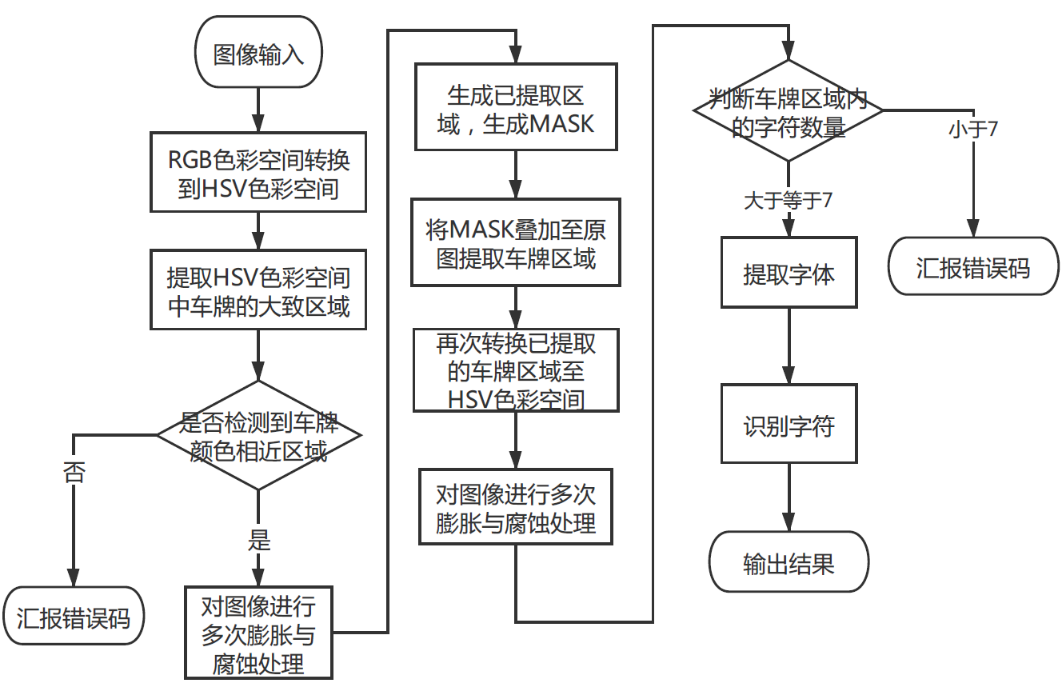 图像输入
RGB色彩空间转换
到HSV色彩空间
提取HSV色彩空间
中车牌的大致区域
是否检测到车牌
颜色相近区域
否
是
汇报错误码
对图像进行
多次膨胀与
腐蚀处理
生成已提取区
域，生成MASK
将MASK叠加至原
图提取车牌区域
再次转换已提取
的车牌区域至
HSV色彩空间
对图像进行多次
膨胀与腐蚀处理
判断车牌区域内
的字符数量
小于7
大于等于7
汇报错误码
提取字体
识别字符
输出结果